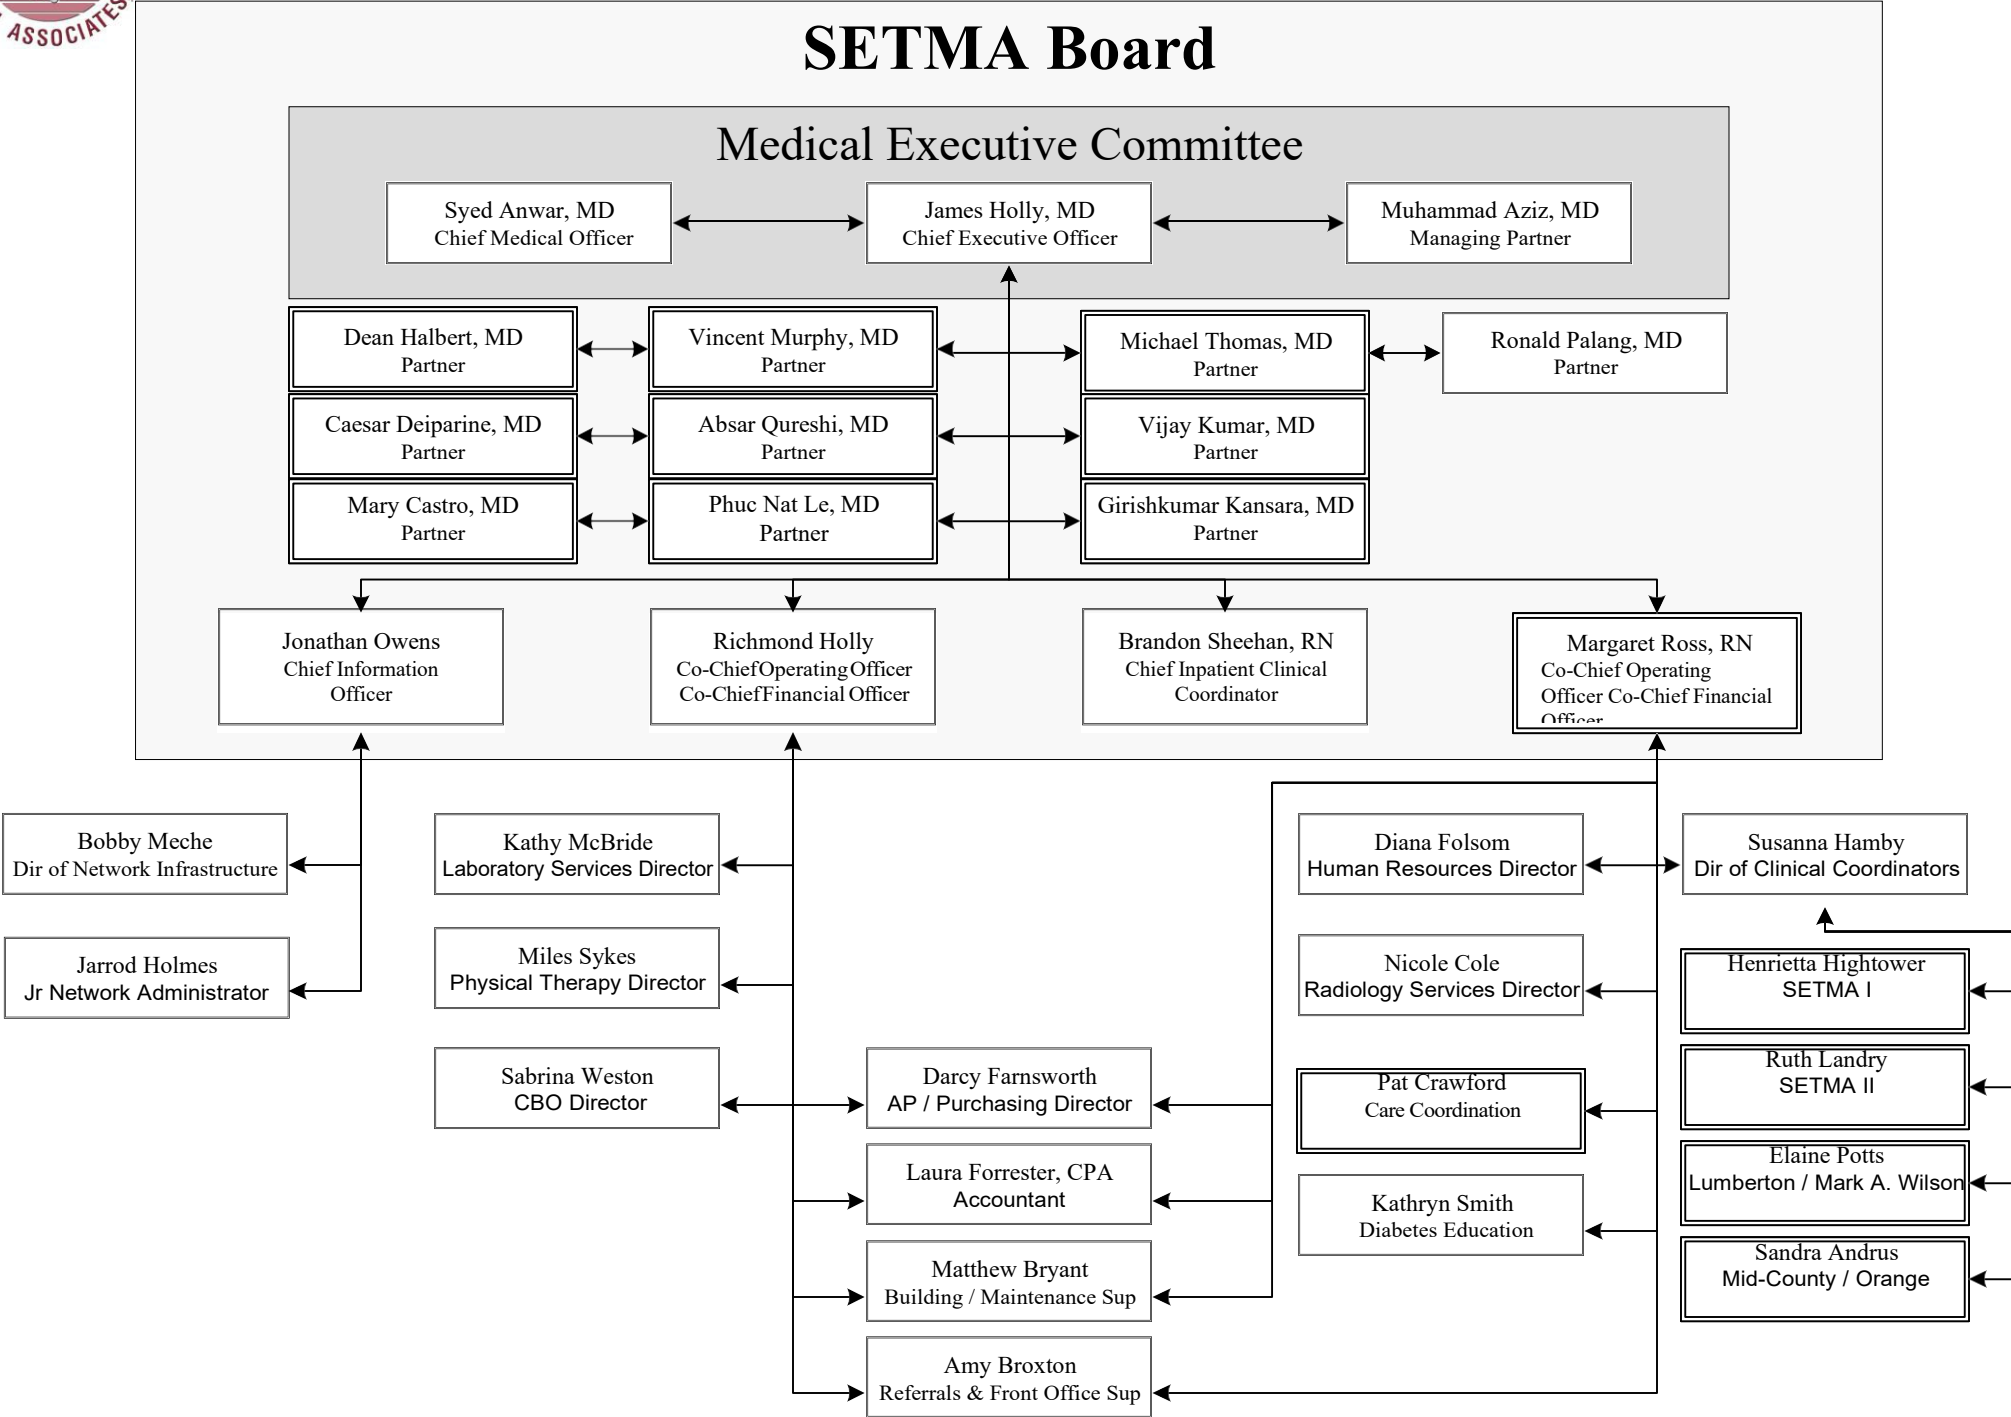 ASSOCIATES
SETMA Board
Medical Executive Committee
Syed Anwar, MD
Chief Medical Officer
James Holly, MD
Chief Executive Officer
Muhammad Aziz, MD
Managing Partner
Dean Halbert, MD
Partner
Vincent Murphy, MD
Partner
Michael Thomas, MD
Partner
Ronald Palang, MD
Partner
Caesar Deiparine, MD
Partner
Absar Qureshi, MD
Partner
Vijay Kumar, MD
Partner
Mary Castro, MD
Partner
Phuc Nat Le, MD
Partner
Girishkumar Kansara, MD
Partner
Jonathan Owens
Chief Information
Officer
Richmond Holly
Co-Chief Operating Officer
Co-Chief Financial Officer
Brandon Sheehan, RN
Chief Inpatient Clinical
Coordinator
Margaret Ross, RN
Co-Chief Operating
Officer Co-Chief Financial
Officer
Bobby Meche
Dir of Network Infrastructure
Kathy McBride
Laboratory Services Director
Diana Folsom
Human Resources Director
Susanna Hamby
Dir of Clinical Coordinators
Jarrod Holmes
Jr Network Administrator
Miles Sykes
Physical Therapy Director
Nicole Cole
Radiology Services Director
Henrietta Hightower
SETMA I
Sabrina Weston
CBO Director
Darcy Farnsworth
AP / Purchasing Director
Pat Crawford
Care Coordination
Ruth Landry
SETMA II
Laura Forrester, CPA
Accountant
Kathryn Smith
Diabetes Education
Elaine Potts
Lumberton / Mark A. Wilson
Matthew Bryant
Building / Maintenance Sup
Sandra Andrus
Mid-County / Orange
Amy Broxton
Referrals & Front Office Sup